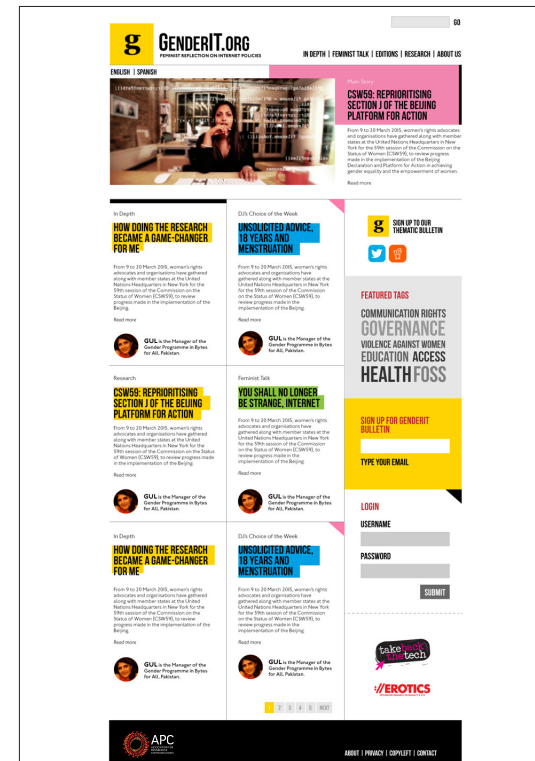 GO
g
GENDERIT.ORG
FEMINIST REFLECTION ON INTERNET POLICIES
IN DEPTH | FEMINIST TALK | EDITIONS | RESEARCH | ABOUT US
ENGLISH | SPANISH
Main Story
CSW59: REPRIORITISING
SECTION J OF THE BEIJING
PLATFORM FOR ACTION
From 9 to 20 March 2015, women's rights advocates
and organisations have gathered along with member
states at the United Nations Headquarters in New
York for the 59th session of the Commission on the
Status of Women (CSW59), to review progress
made in the implementation of the Beijing
Declaration and Platform for Action in achieving
gender equality and the empowerment of women.
Read more
In Depth
HOW DOING THE RESEARCH
BECAME A GAME-CHANGER
FOR ME
From 9 to 20 March 2015, women's rights
advocates and organisations have gathered
along with member states at the United
Nations Headquarters in New York for the
59th session of the Commission on the
Status of Women (CSW59), to review
progress made in the implementation of the
Beijing.
Read more
GUL is the Manager of the
Gender Programme in Bytes
for All, Pakistan.
DJ's Choice of the Week
UNSOLICITED ADVICE,
18 YEARS AND
MENSTRUATION
From 9 to 20 March 2015, women's rights
advocates and organisations have
gathered along with member states at the
United Nations Headquarters in New York
for the 59th session of the Commission
on the Status of Women (CSW59), to
review progress made in the
implementation of the Beijing.
Read more
GUL is the Manager of the
Gender Programme in Bytes
for All, Pakistan.
Research
CSW59: REPRIORITISING
SECTION J OF THE BEIJING
PLATFORM FOR ACTION
From 9 to 20 March 2015, women's rights
advocates and organisations have gathered
along with member states at the United
Nations Headquarters in New York for the
59th session of the Commission on the Status
of Women (CSW59), to review progress made
in the implementation of the Beijing.
Read more
GUL is the Manager of the
Gender Programme in Bytes
for All, Pakistan.
Feminist Talk
YOU SHALL NO LONGER
BE STRANGE, INTERNET
From 9 to 20 March 2015, women's rights
advocates and organisations have
gathered along with member states at the
United Nations Headquarters in New York
for the 59th session of the Commission
on the Status of Women (CSW59), to
review progress made in the
implementation of the Beijing.
Read more
GUL is the Manager of the
Gender Programme in Bytes
for All, Pakistan.
In Depth
HOW DOING THE RESEARCH
BECAME A GAME-CHANGER
FOR ME
From 9 to 20 March 2015, women's rights
advocates and organisations have gathered
along with member states at the United
Nations Headquarters in New York for the
59th session of the Commission on the
Status of Women (CSW59), to review
progress made in the implementation of the
Beijing.
Read more
GUL is the Manager of the
Gender Programme in Bytes
for All, Pakistan.
DJ's Choice of the Week
UNSOLICITED ADVICE,
18 YEARS AND
MENSTRUATION
From 9 to 20 March 2015, women's rights
advocates and organisations have
gathered along with member states at the
United Nations Headquarters in New York
for the 59th session of the Commission
on the Status of Women (CSW59), to
review progress made in the
implementation of the Beijing.
Read more
GUL is the Manager of the
Gender Programme in Bytes
for All, Pakistan.
1 2 3 4 5 NEXT
g
SIGN UP TO OUR
THEMATIC BULLETIN
FEATURED TAGS
COMMUNICATION RIGHTS
GOVERNANCE
VIOLENCE AGAINST WOMEN
EDUCATION ACCESS
HEALTH FOSS
SIGN UP FOR GENDERIT
BULLETIN
TYPE YOUR EMAIL
LOGIN
USERNAME
PASSWORD
SUBMIT
take back
the tech
://EROTICS
APC
ABOUT | PRIVACY | COPYLEFT | CONTACT